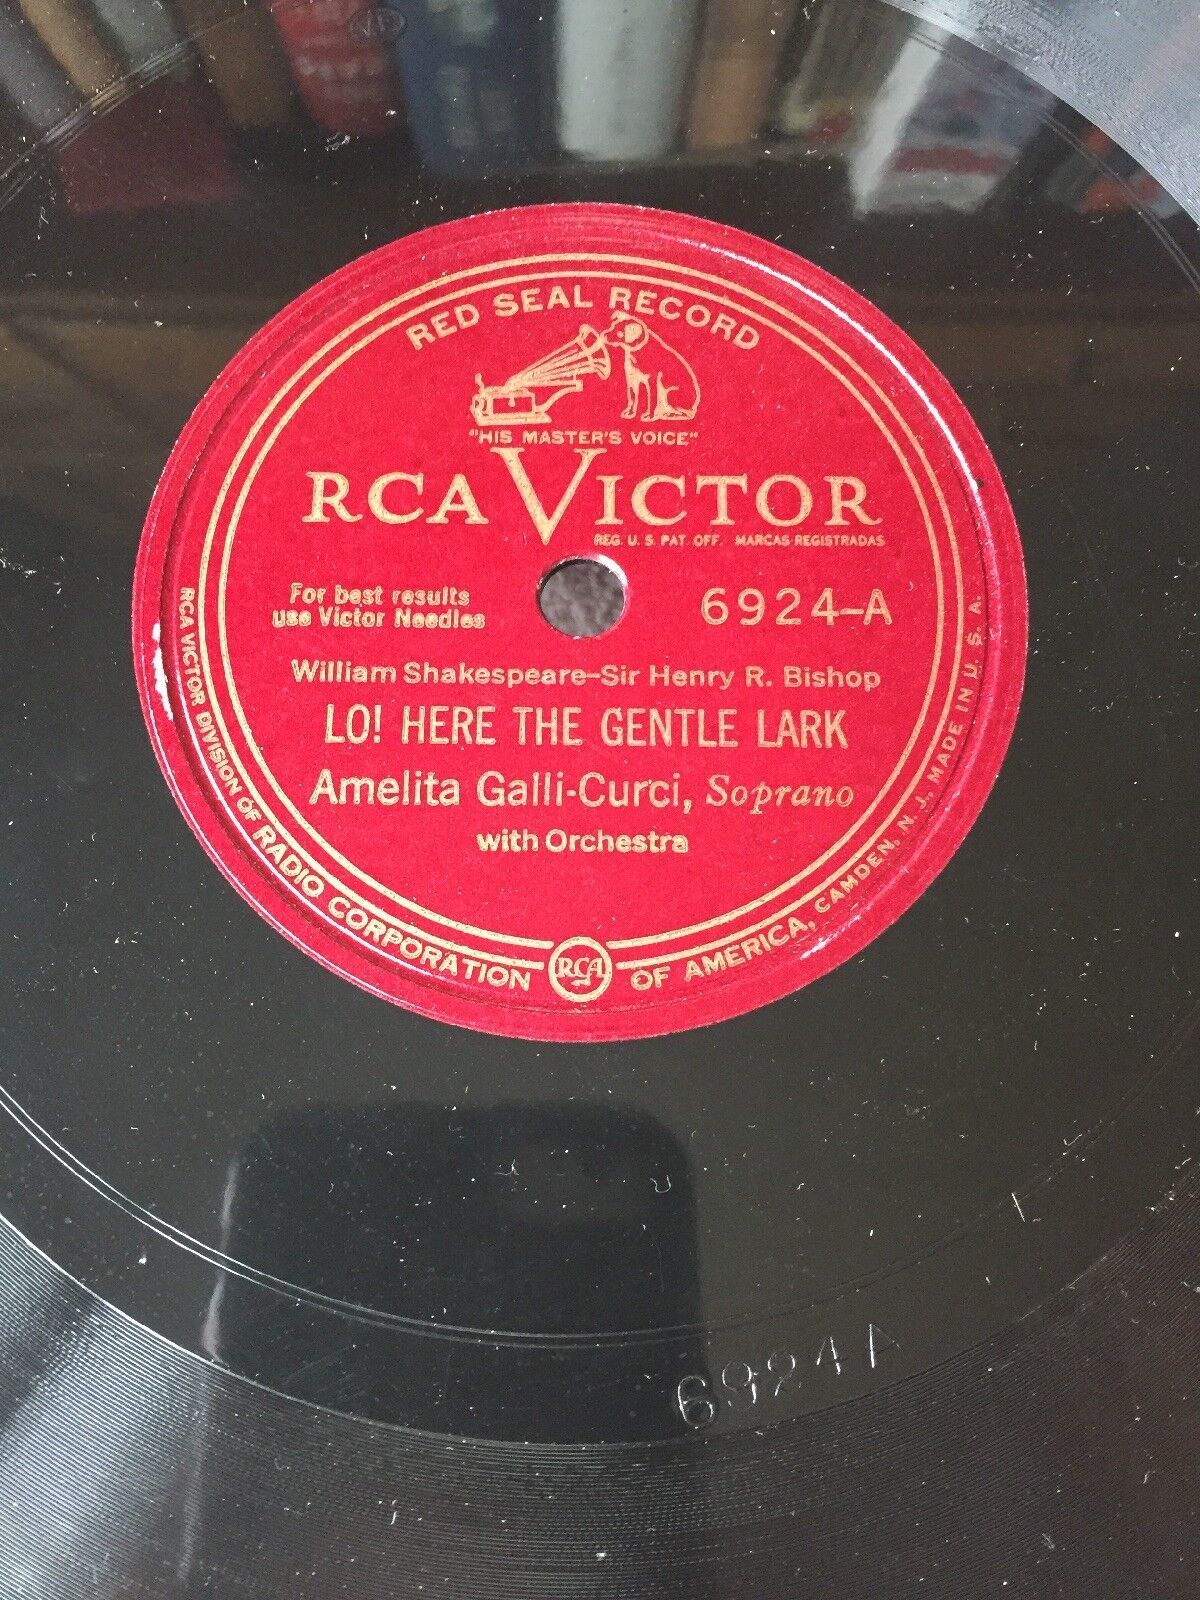 RED SEAL RECORD
"HIS MASTER'S VOICE"
RCA VICTOR
REG. U. S. PAT. OFF. MARCAS REGISTRADAS
For best results
use Victor Needles
6924-A
William Shakespeare-Sir Henry R. Bishop
LO! HERE THE GENTLE LARK
Amelita Galli-Curci, Soprano
with Orchestra
RCA VICTOR DIVISION OF RADIO CORPORATION OF AMERICA, CAMDEN, N. J., MADE IN U. S. A.
RCA
6924A